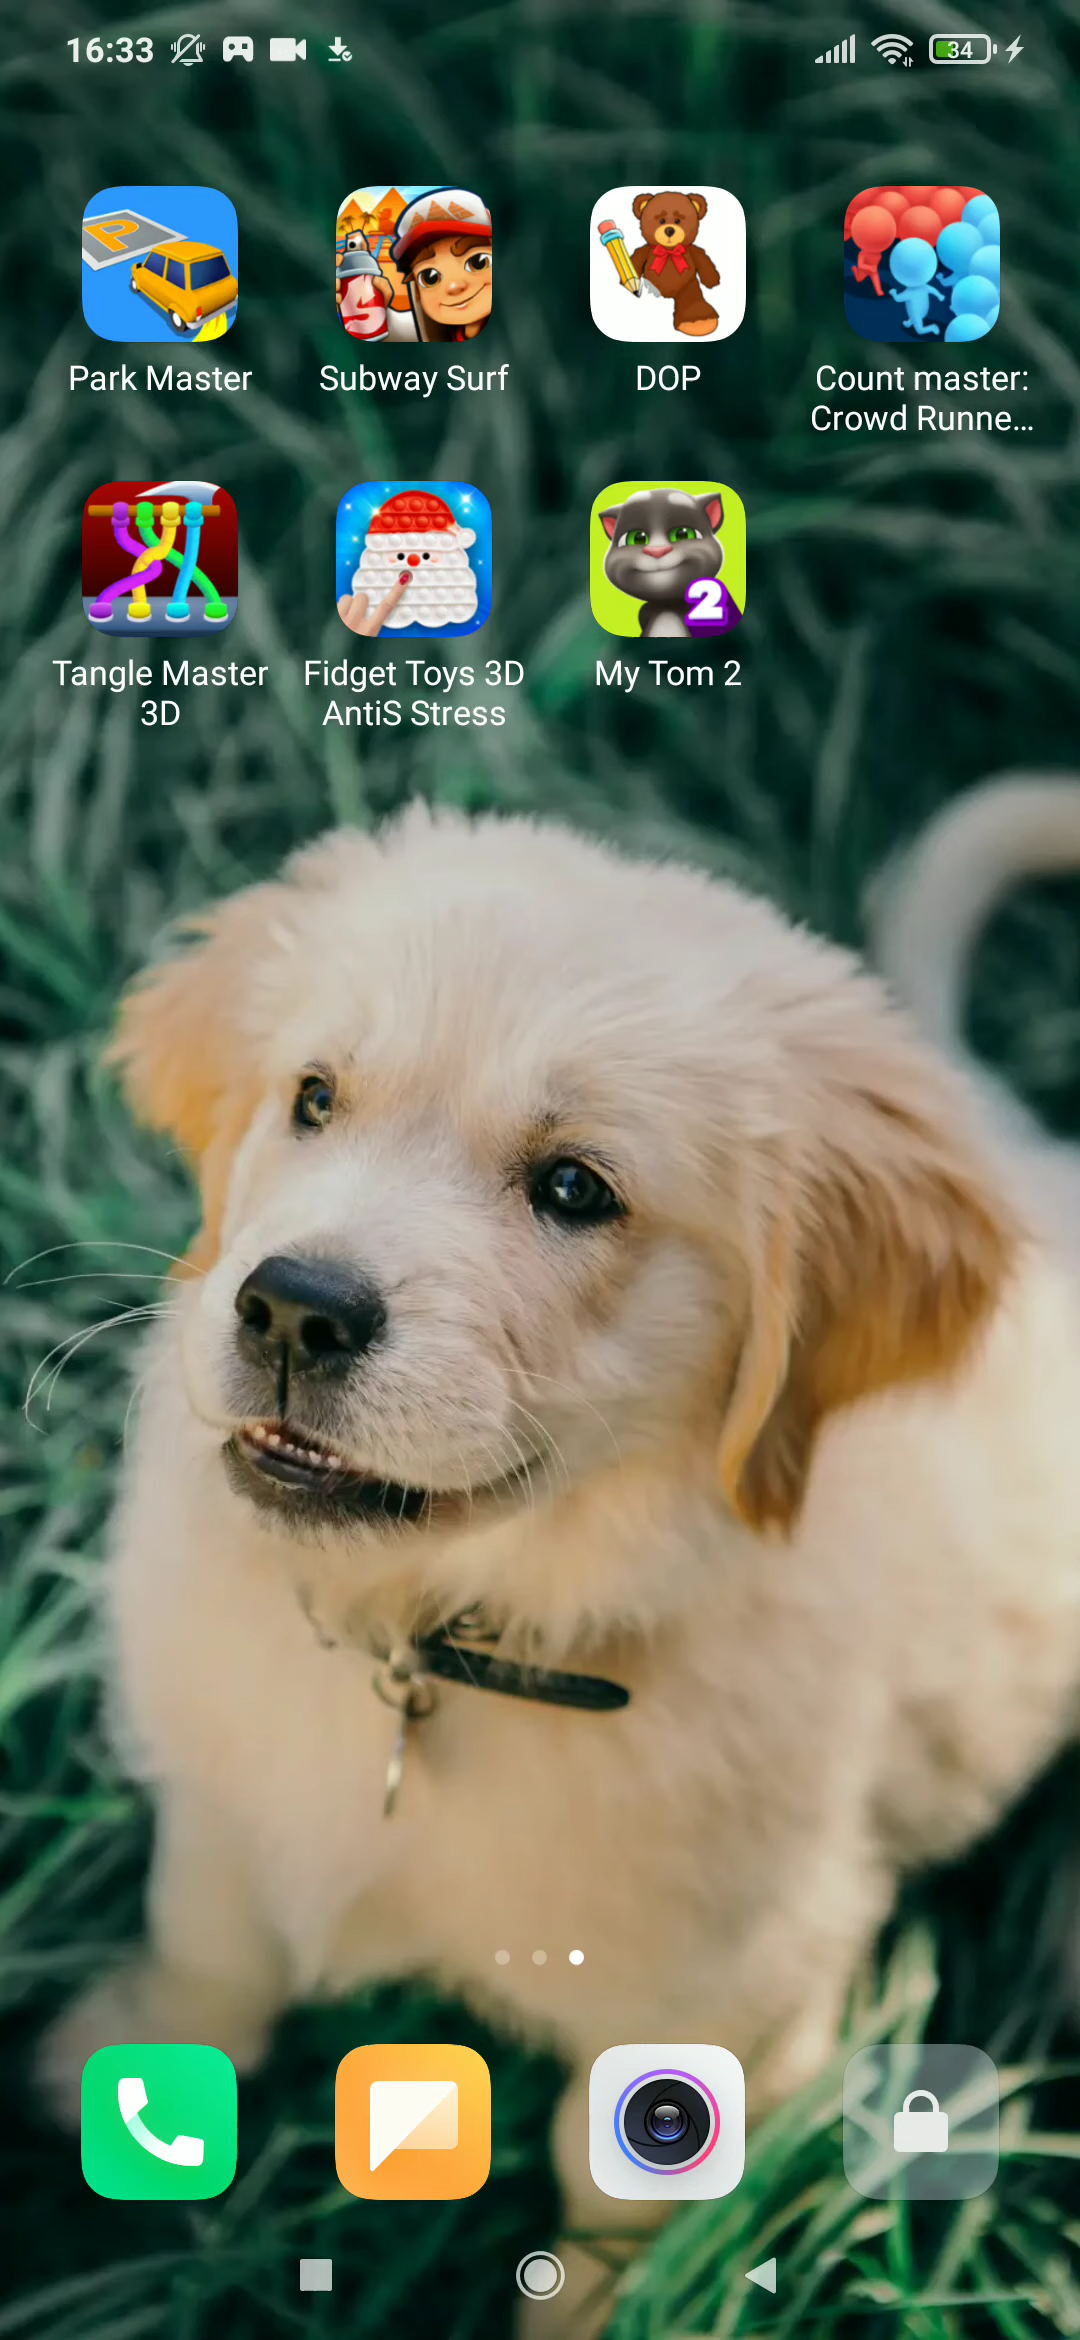 16:33
34
Park Master
Subway Surf
DOP
Count master:
Crowd Runne...
P
Tangle Master
3D
Fidget Toys 3D
AntiS Stress
My Tom 2
2